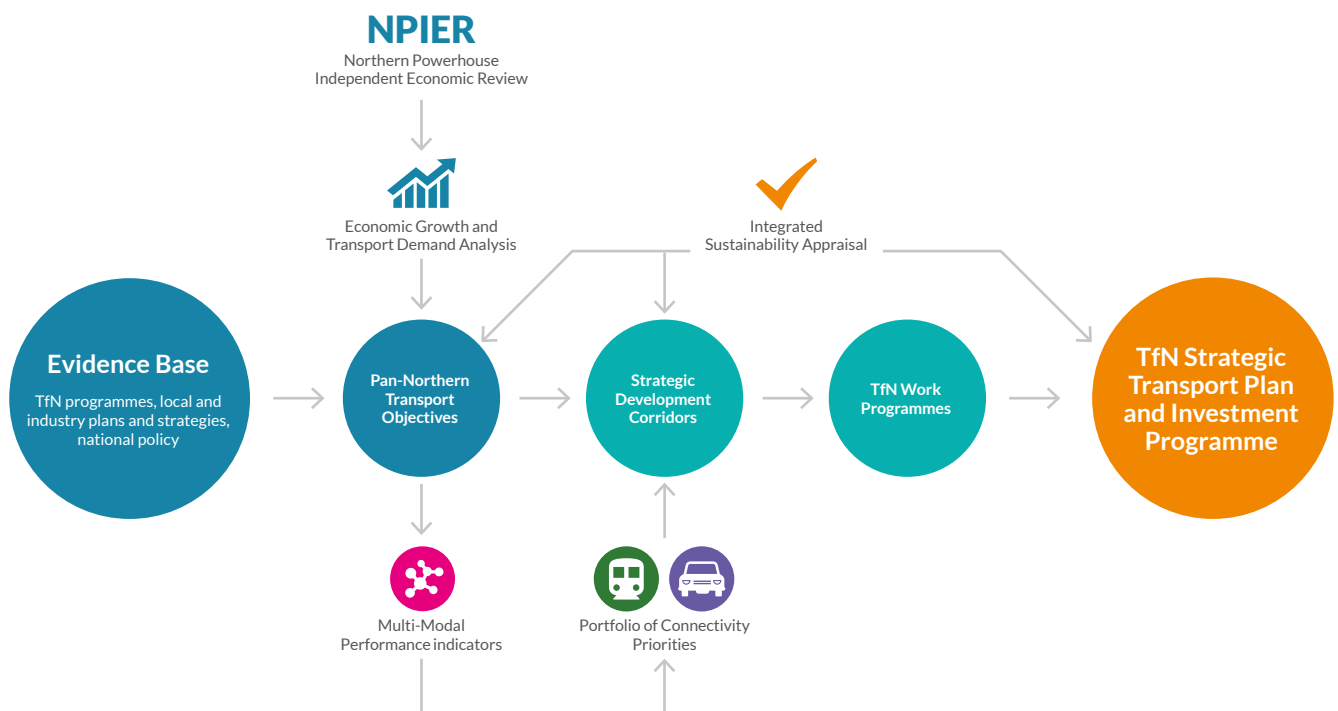 NPIER
Northern Powerhouse
Independent Economic Review
Economic Growth and
Transport Demand Analysis
Integrated
Sustainability Appraisal
Evidence Base
TfN programmes, local and
industry plans and strategies,
national policy
Pan-Northern
Transport
Objectives
Strategic
Development
Corridors
TfN Work
Programmes
TfN Strategic
Transport Plan
and Investment
Programme
Multi-Modal
Performance indicators
Portfolio of Connectivity
Priorities